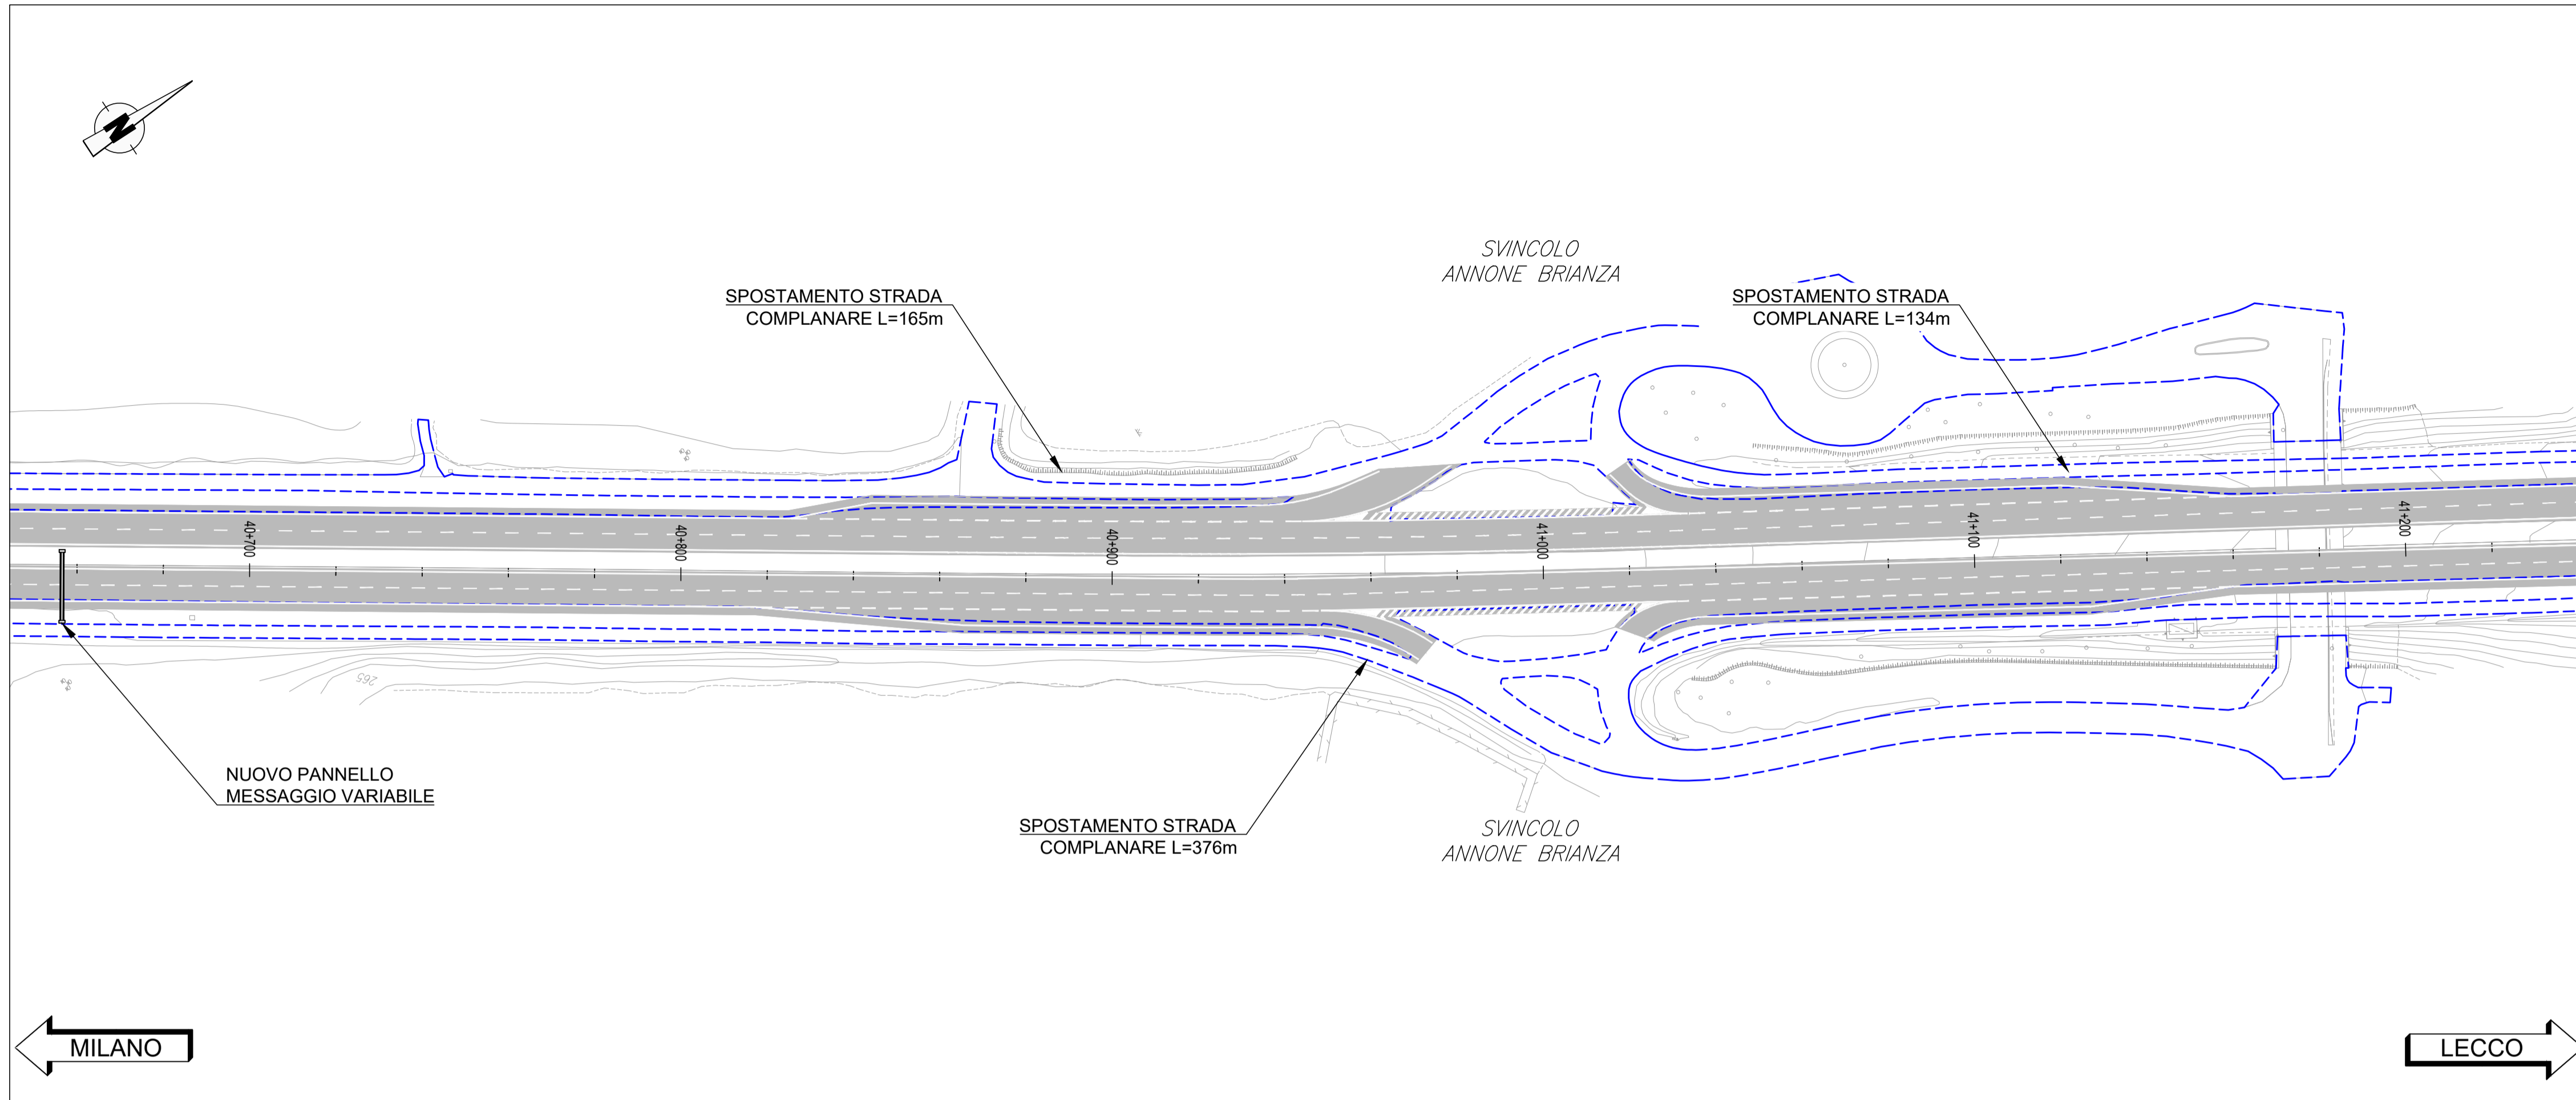 N
SVINCOLO
ANNONE BRIANZA
SPOSTAMENTO STRADA
COMPLANARE L=165m
SPOSTAMENTO STRADA
COMPLANARE L=134m
40+700
40+800
40+900
41+000
41+100
41+200
265
NUOVO PANNELLO
MESSAGGIO VARIABILE
SPOSTAMENTO STRADA
COMPLANARE L=376m
SVINCOLO
ANNONE BRIANZA
MILANO
LECCO